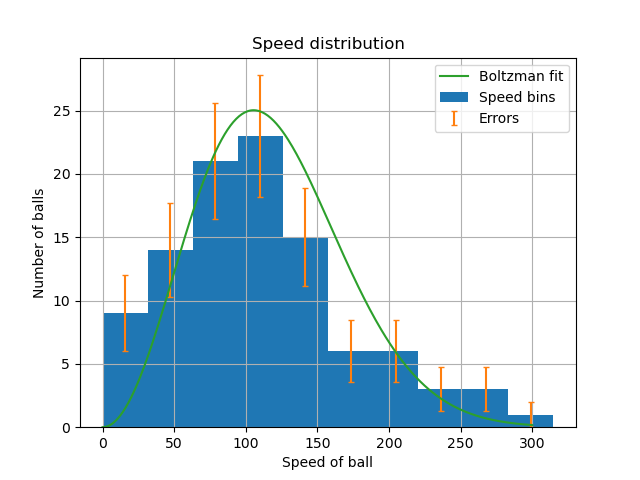 Speed distribution
Boltzman fit
Speed bins
Errors
Number of balls
25
20
15
10
5
0
0 50 100 150 200 250 300
Speed of ball